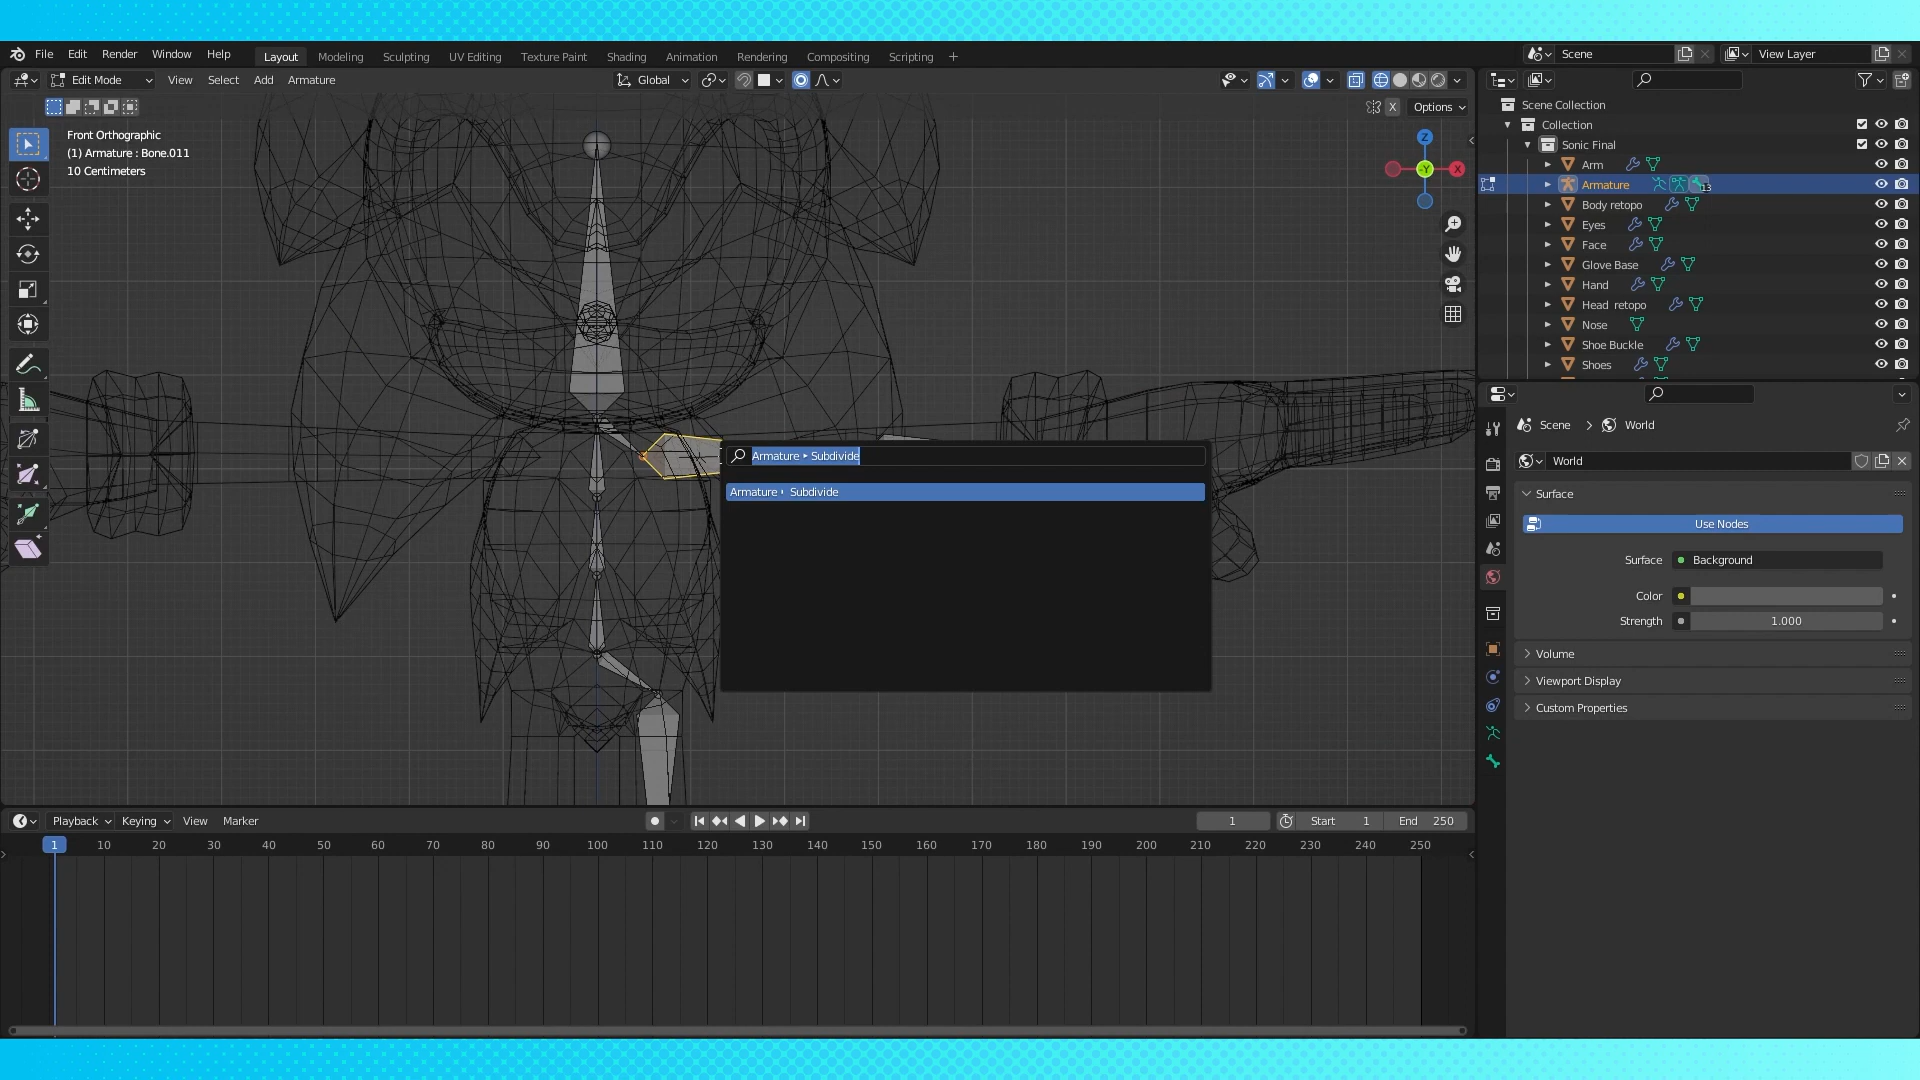 File Edit Render Window Help Layout Modeling Sculpting UV Editing Texture Paint Shading Animation Rendering Compositing Scripting + Scene View Layer
Edit Mode View Select Add Armature Global
X Options
Front Orthographic
(1) Armature : Bone.011
10 Centimeters
Z
-Y
X
Armature ▸ Subdivide
Armature ▸ Subdivide
Scene Collection
Collection
Sonic Final
Arm
Armature 13
Body retopo
Eyes
Face
Glove Base
Hand
Head retopo
Nose
Shoe Buckle
Shoes
Scene > World
World
Surface
Use Nodes
Surface Background
Color
Strength 1.000
Volume
Viewport Display
Custom Properties
Playback Keying View Marker 1 Start 1 End 250
1 10 20 30 40 50 60 70 80 90 100 110 120 130 140 150 160 170 180 190 200 210 220 230 240 250